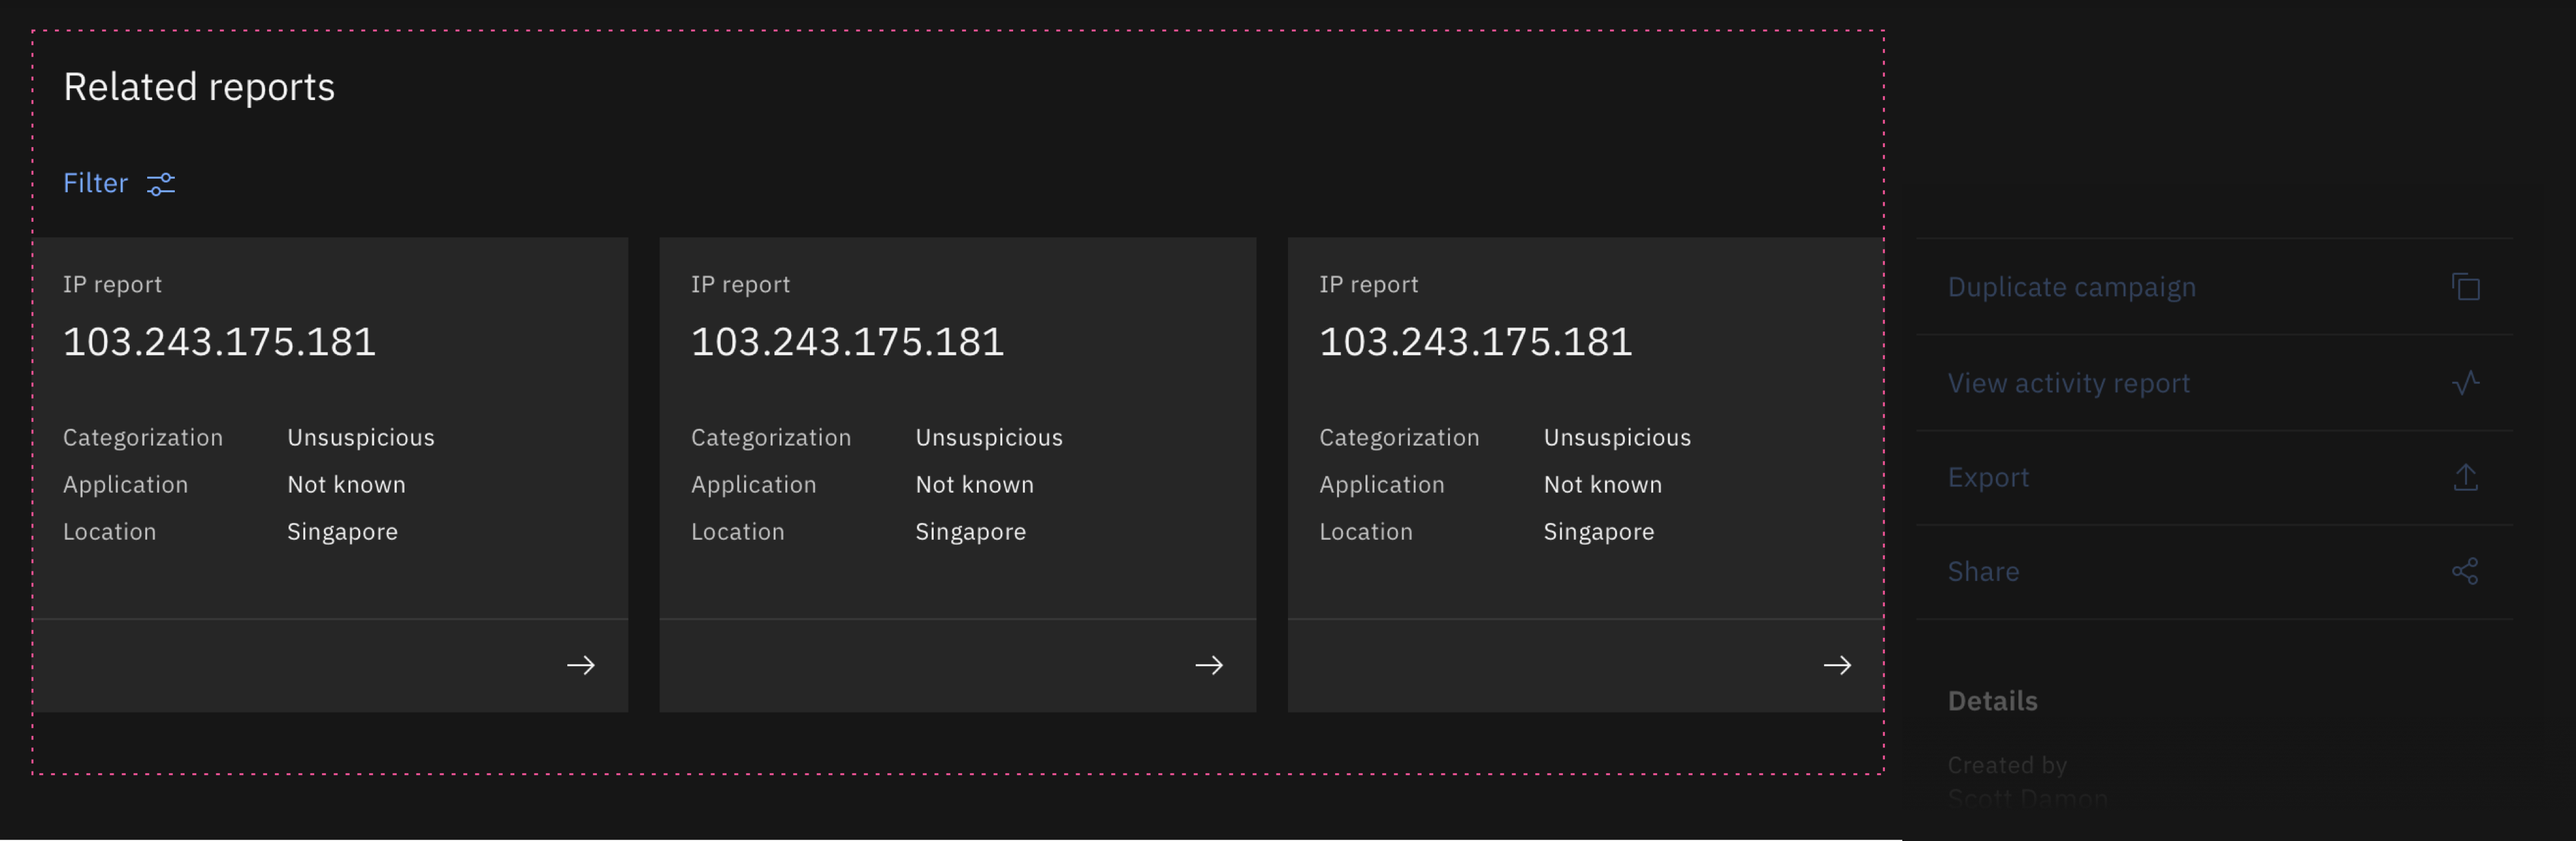 Related reports
Filter
IP report
103.243.175.181
Categorization Unsuspicious
Application Not known
Location Singapore
IP report
103.243.175.181
Categorization Unsuspicious
Application Not known
Location Singapore
IP report
103.243.175.181
Categorization Unsuspicious
Application Not known
Location Singapore
Duplicate campaign
View activity report
Export
Share
Details
Created by
Scott Damon